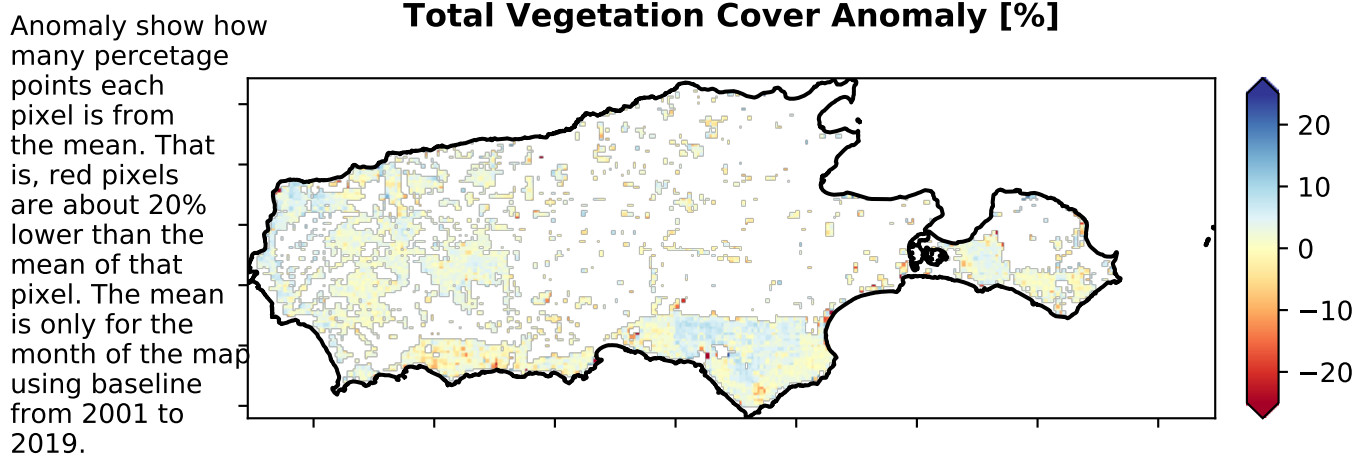 Total Vegetation Cover Anomaly [%]
Anomaly show how
many percetage
points each
pixel is from
the mean. That
is, red pixels
are about 20%
lower than the
mean of that
pixel. The mean
is only for the
month of the map
using baseline
from 2001 to
2019.
20
10
0
−10
−20